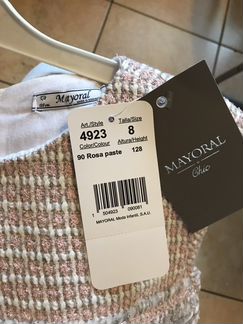 Mayoral
Art./Style
4923
Color/Colour
90 Rosa paste
Talla/Size
8
Altura/Height
128
1 504923 090081
MAYORAL Moda Infantil, S.A.U.
MAYORAL
Chic